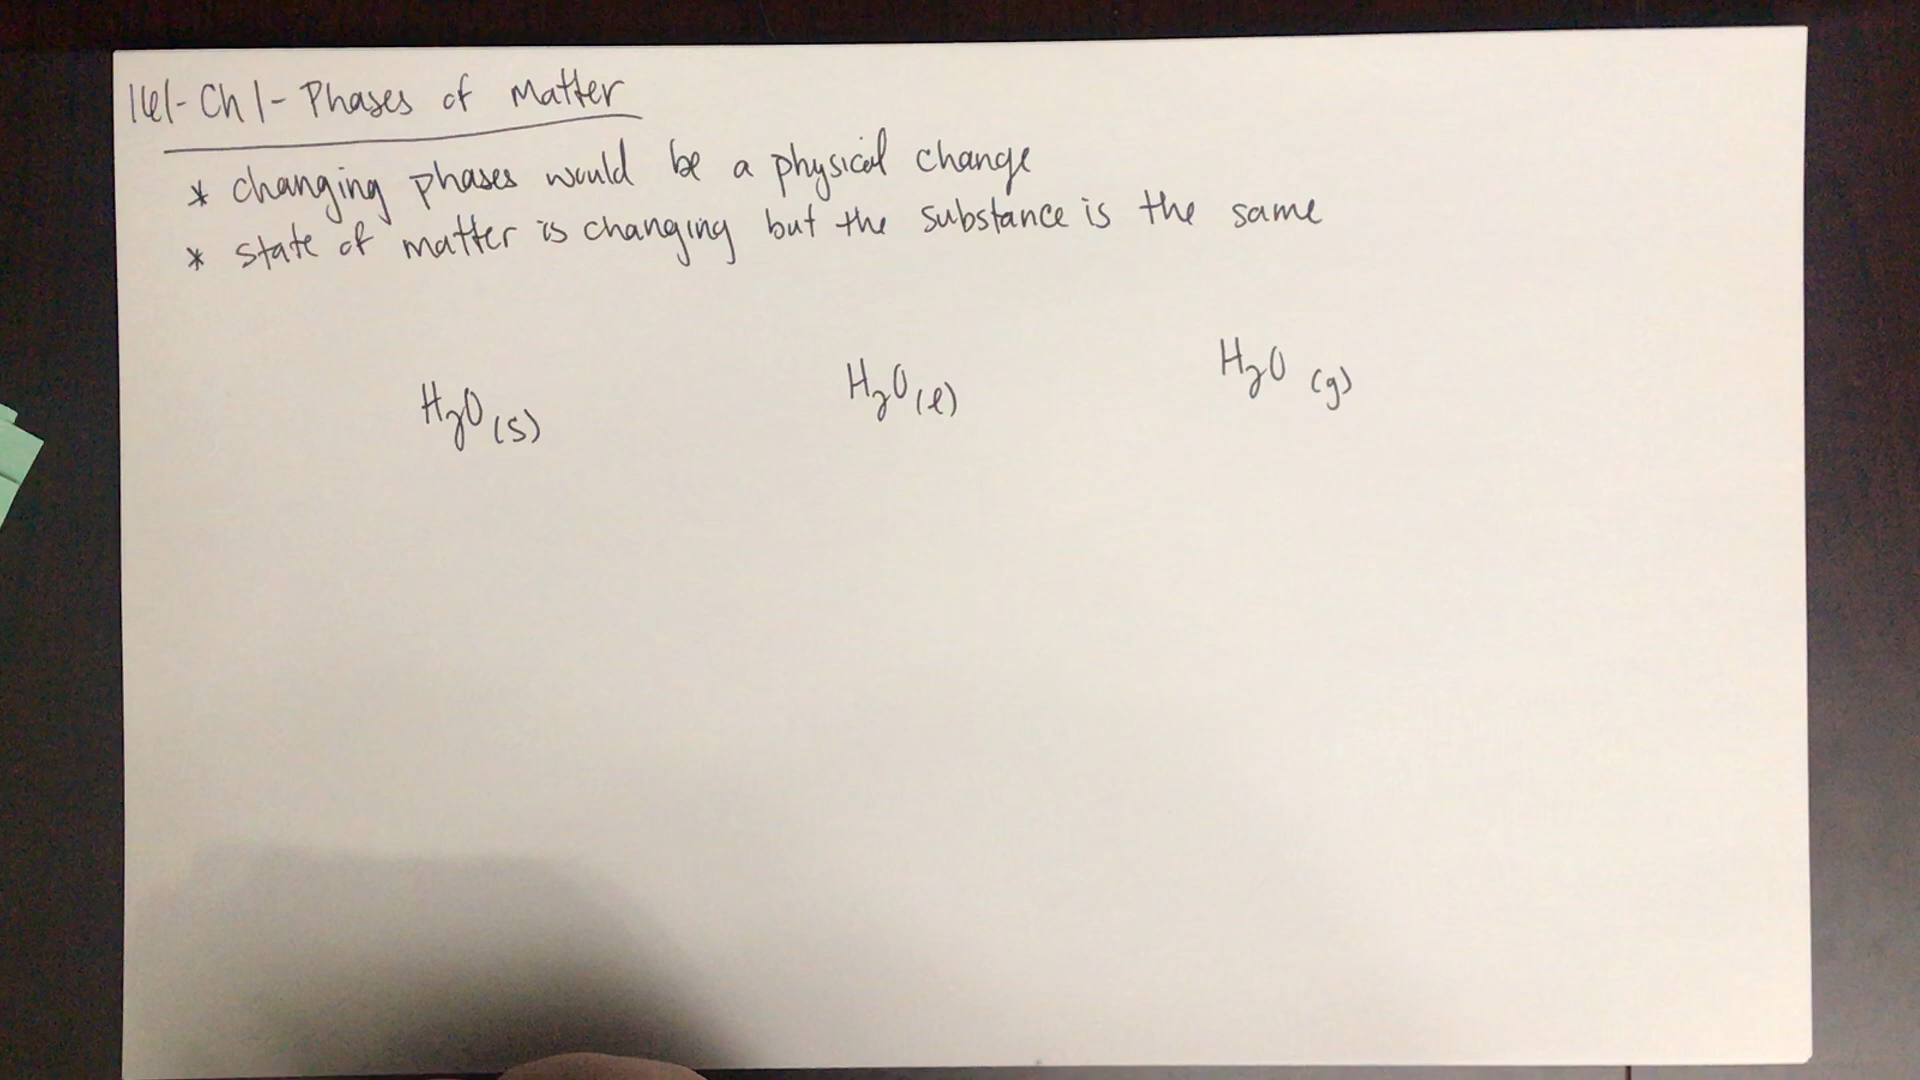 161-Ch 1- Phases of Matter
* changing phases would be a physical change
* state of matter is changing but the substance is the same
H₂O (s) H₂O (l) H₂O (g)